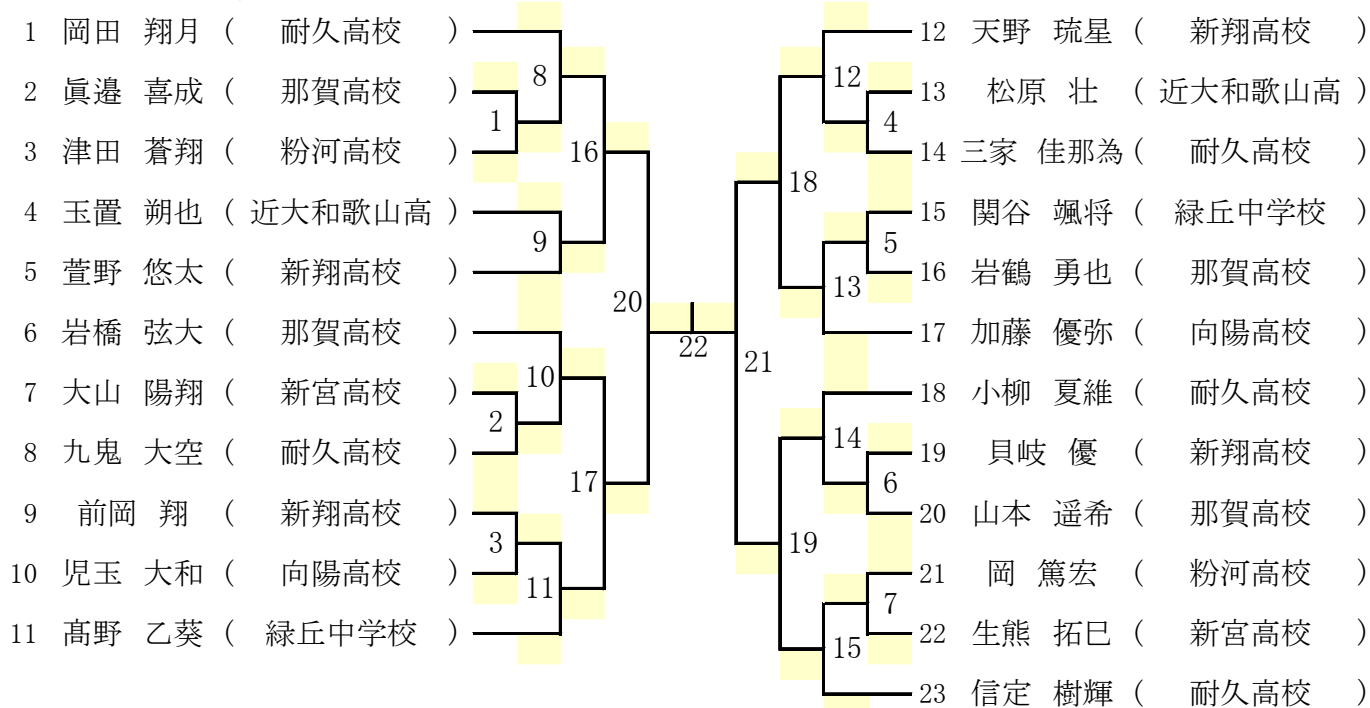 1 岡田 翔月 ( 耐久高校 )
2 眞邉 喜成 ( 那賀高校 )
3 津田 蒼翔 ( 粉河高校 )
4 玉置 朔也 ( 近大和歌山高 )
5 萱野 悠太 ( 新翔高校 )
6 岩橋 弦大 ( 那賀高校 )
7 大山 陽翔 ( 新宮高校 )
8 九鬼 大空 ( 耐久高校 )
9 前岡 翔 ( 新翔高校 )
10 児玉 大和 ( 向陽高校 )
11 髙野 乙葵 ( 緑丘中学校 )
1
2
3
8
9
10
11
16
17
20
22
21
18
19
12
13
14
15
4
5
6
7
12 天野 琉星 ( 新翔高校 )
13 松原 壮 ( 近大和歌山高 )
14 三家 佳那為 ( 耐久高校 )
15 関谷 颯将 ( 緑丘中学校 )
16 岩鶴 勇也 ( 那賀高校 )
17 加藤 優弥 ( 向陽高校 )
18 小柳 夏維 ( 耐久高校 )
19 貝岐 優 ( 新翔高校 )
20 山本 遥希 ( 那賀高校 )
21 岡 篤宏 ( 粉河高校 )
22 生熊 拓巳 ( 新宮高校 )
23 信定 樹輝 ( 耐久高校 )